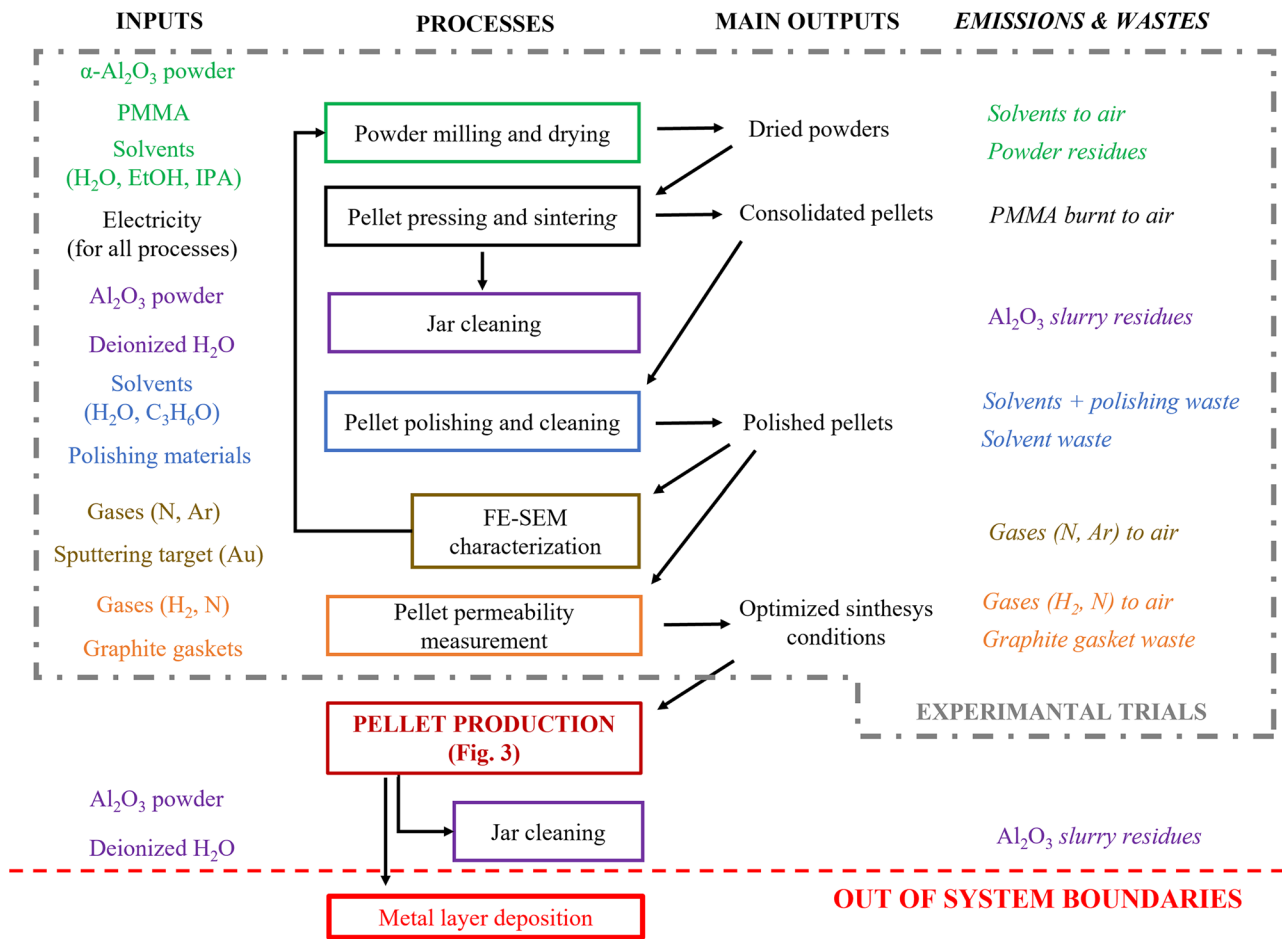 INPUTS PROCESSES MAIN OUTPUTS EMISSIONS & WASTES
α-Al₂O₃ powder
PMMA
Solvents
(H₂O, EtOH, IPA)
Powder milling and drying
Dried powders
Solvents to air
Powder residues
Electricity
(for all processes)
Pellet pressing and sintering
Consolidated pellets
PMMA burnt to air
Al₂O₃ powder
Deionized H₂O
Jar cleaning
Al₂O₃ slurry residues
Solvents
(H₂O, C₃H₆O)
Polishing materials
Pellet polishing and cleaning
Polished pellets
Solvents + polishing waste
Solvent waste
Gases (N, Ar)
Sputtering target (Au)
FE-SEM
characterization
Gases (N, Ar) to air
Gases (H₂, N)
Graphite gaskets
Pellet permeability
measurement
Optimized sinthesys
conditions
Gases (H₂, N) to air
Graphite gasket waste
EXPERIMANTAL TRIALS
PELLET PRODUCTION
(Fig. 3)
Al₂O₃ powder
Deionized H₂O
Jar cleaning
Al₂O₃ slurry residues
OUT OF SYSTEM BOUNDARIES
Metal layer deposition